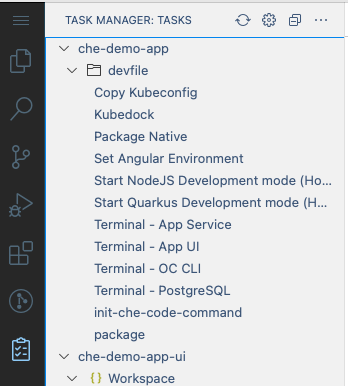 TASK MANAGER: TASKS
che-demo-app
devfile
Copy Kubeconfig
Kubedock
Package Native
Set Angular Environment
Start NodeJS Development mode (Ho...
Start Quarkus Development mode (H...
Terminal - App Service
Terminal - App UI
Terminal - OC CLI
Terminal - PostgreSQL
init-che-code-command
package
che-demo-app-ui
{} Workspace